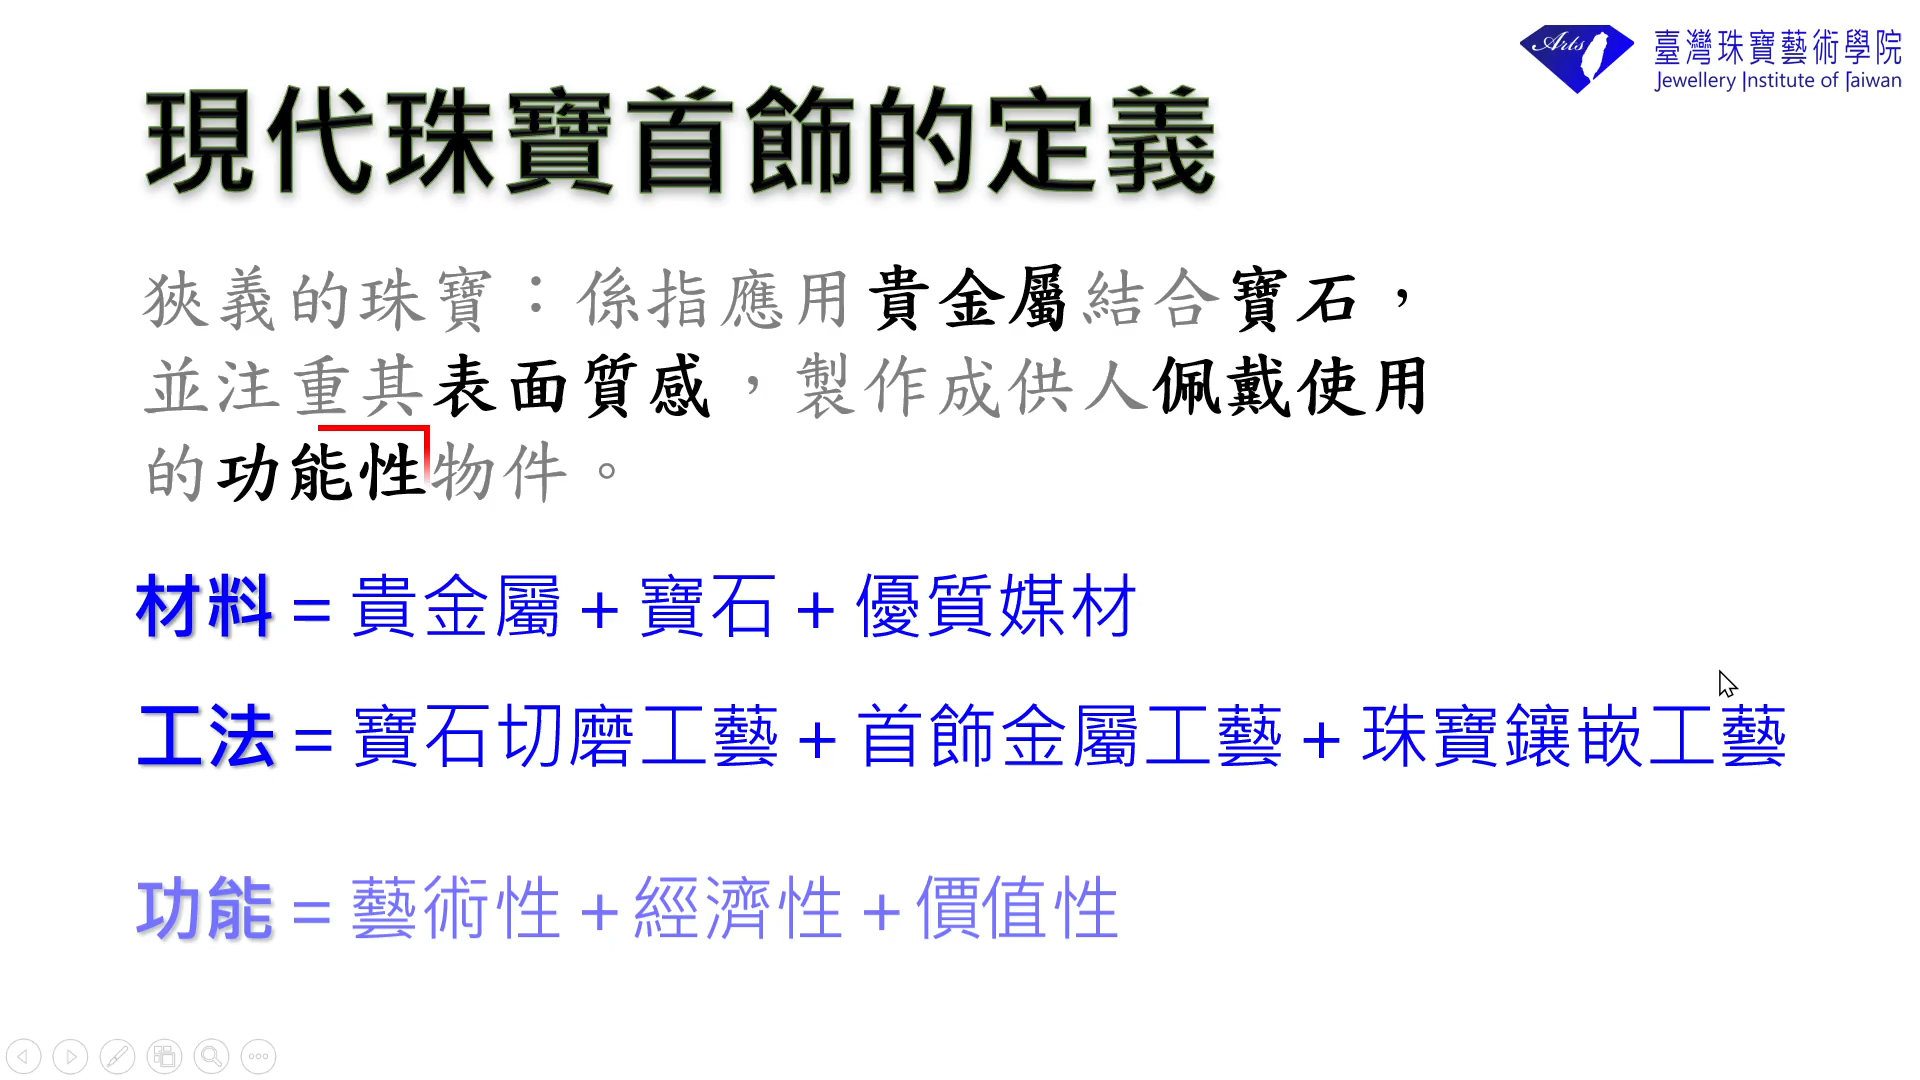 Arts
臺灣珠寶藝術學院
Jewellery Institute of Taiwan
現代珠寶首飾的定義
狹義的珠寶：係指應用貴金屬結合寶石，
並注重其表面質感，製作成供人佩戴使用
的功能性物件。
材料 = 貴金屬 + 寶石 + 優質媒材
工法 = 寶石切磨工藝 + 首飾金屬工藝 + 珠寶鑲嵌工藝
功能 = 藝術性 + 經濟性 + 價值性